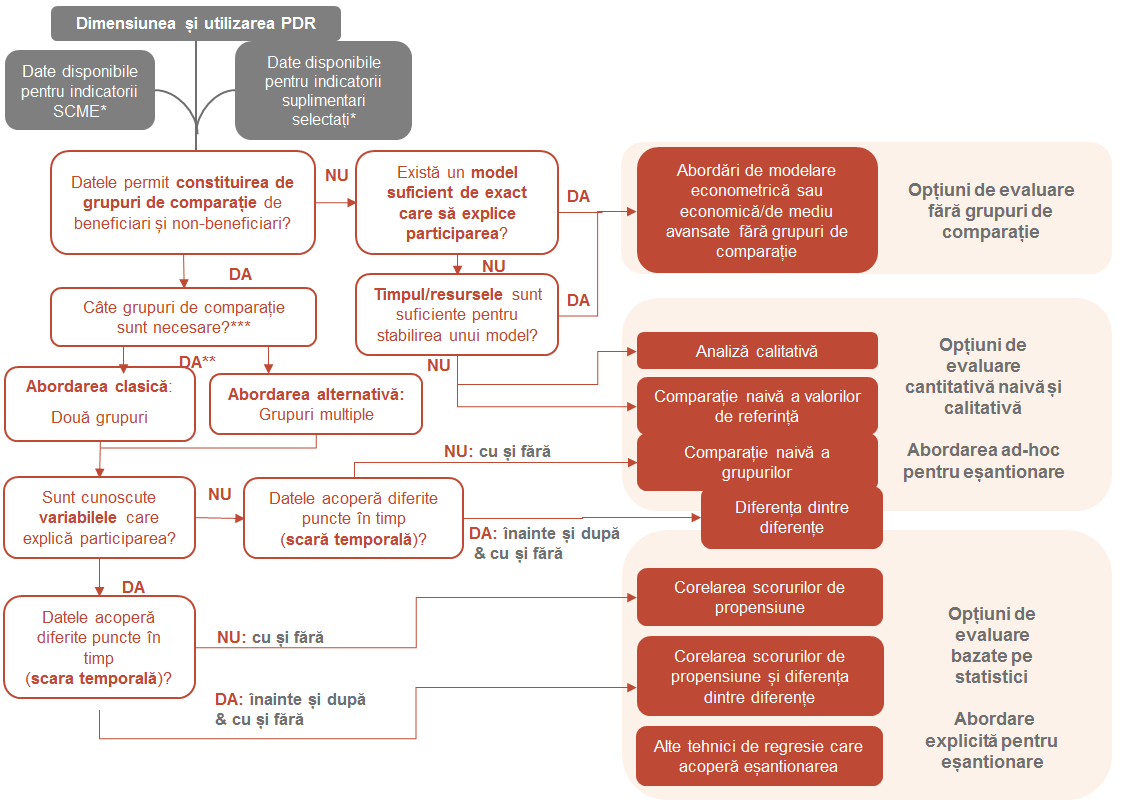 Dimensiunea și utilizarea PDR
Date disponibile
pentru indicatorii
SCME*
Date disponibile
pentru indicatorii
suplimentari
selectați*
Datele permit constituirea de
grupuri de comparație de
beneficiari și non-beneficiari?
NU
Există un model
suficient de exact
care să explice
participarea?
DA
Abordări de modelare
econometrică sau
economică/de mediu
avansate fără grupuri de
comparație
Opțiuni de evaluare
fără grupuri de
comparație
DA
NU
Câte grupuri de comparație
sunt necesare?***
Timpul/resursele sunt
suficiente pentru
stabilirea unui model?
DA
NU
DA**
Abordarea clasică:
Două grupuri
Abordarea alternativă:
Grupuri multiple
Analiză calitativă
Comparație naivă a valorilor
de referință
Comparație naivă a
grupurilor
Opțiuni de
evaluare
cantitativă naivă și
calitativă
Abordarea ad-hoc
pentru eșantionare
NU: cu și fără
Sunt cunoscute
variabilele care
explică participarea?
NU
Datele acoperă diferite
puncte în timp
(scară temporală)?
DA: înainte și după
& cu și fără
Diferența dintre
diferențe
DA
Datele acoperă
diferite puncte în
timp
(scara temporală)?
NU: cu și fără
DA: înainte și după
& cu și fără
Corelarea scorurilor de
propensiune
Corelarea scorurilor de
propensiune și diferența
dintre diferențe
Alte tehnici de regresie care
acoperă eșantionarea
Opțiuni de
evaluare
bazate pe
statistici
Abordare
explicită pentru
eșantionare